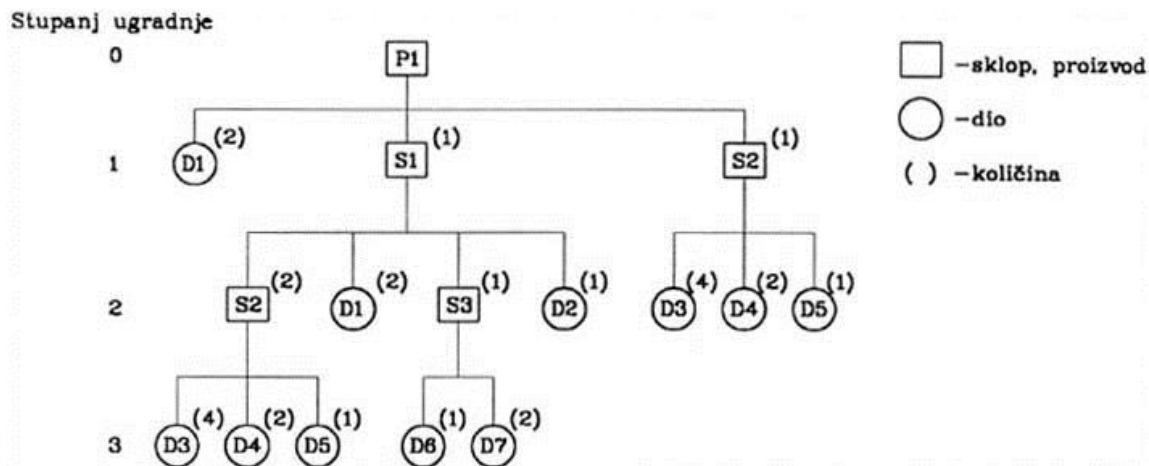 Stupanj ugradnje
0 P1 -sklop, proizvod
-dio
1 D1 (2) S1 (1) S2 (1)
( ) -količina
2 S2 (2) D1 (2) S3 (1) D2 (1) D3 (4) D4 (2) D5 (1)
3 D3 (4) D4 (2) D5 (1) D6 (1) D7 (2)